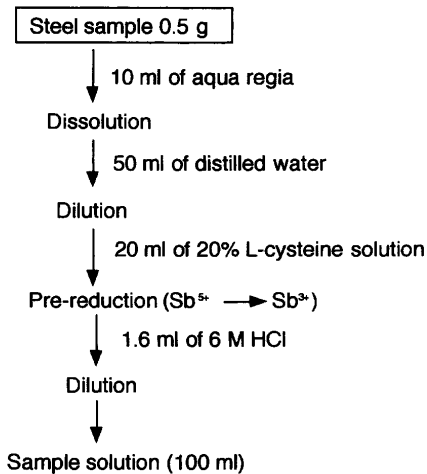 Steel sample 0.5 g
10 ml of aqua regia
Dissolution
50 ml of distilled water
Dilution
20 ml of 20% L-cysteine solution
Pre-reduction (Sb⁵⁺ ⟶ Sb³⁺)
1.6 ml of 6 M HCl
Dilution
Sample solution (100 ml)